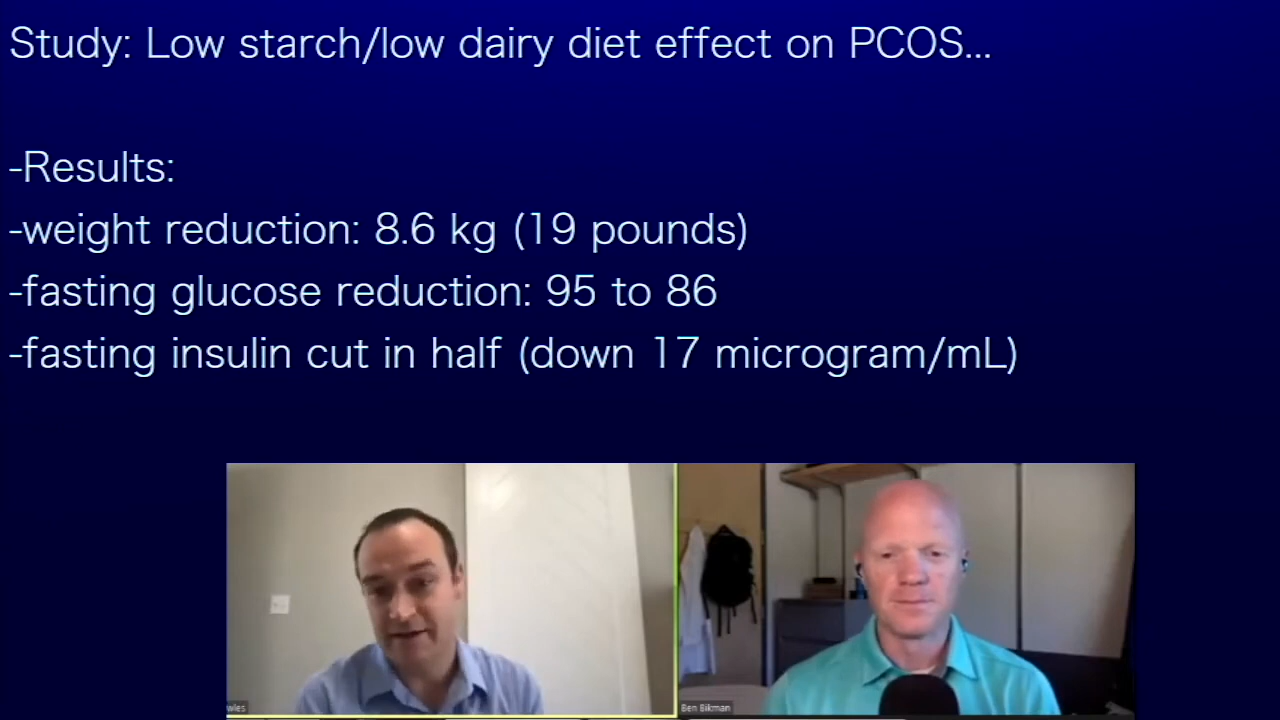 Study: Low starch/low dairy diet effect on PCOS...
-Results:
-weight reduction: 8.6 kg (19 pounds)
-fasting glucose reduction: 95 to 86
-fasting insulin cut in half (down 17 microgram/mL)
wles
Ben Bikman